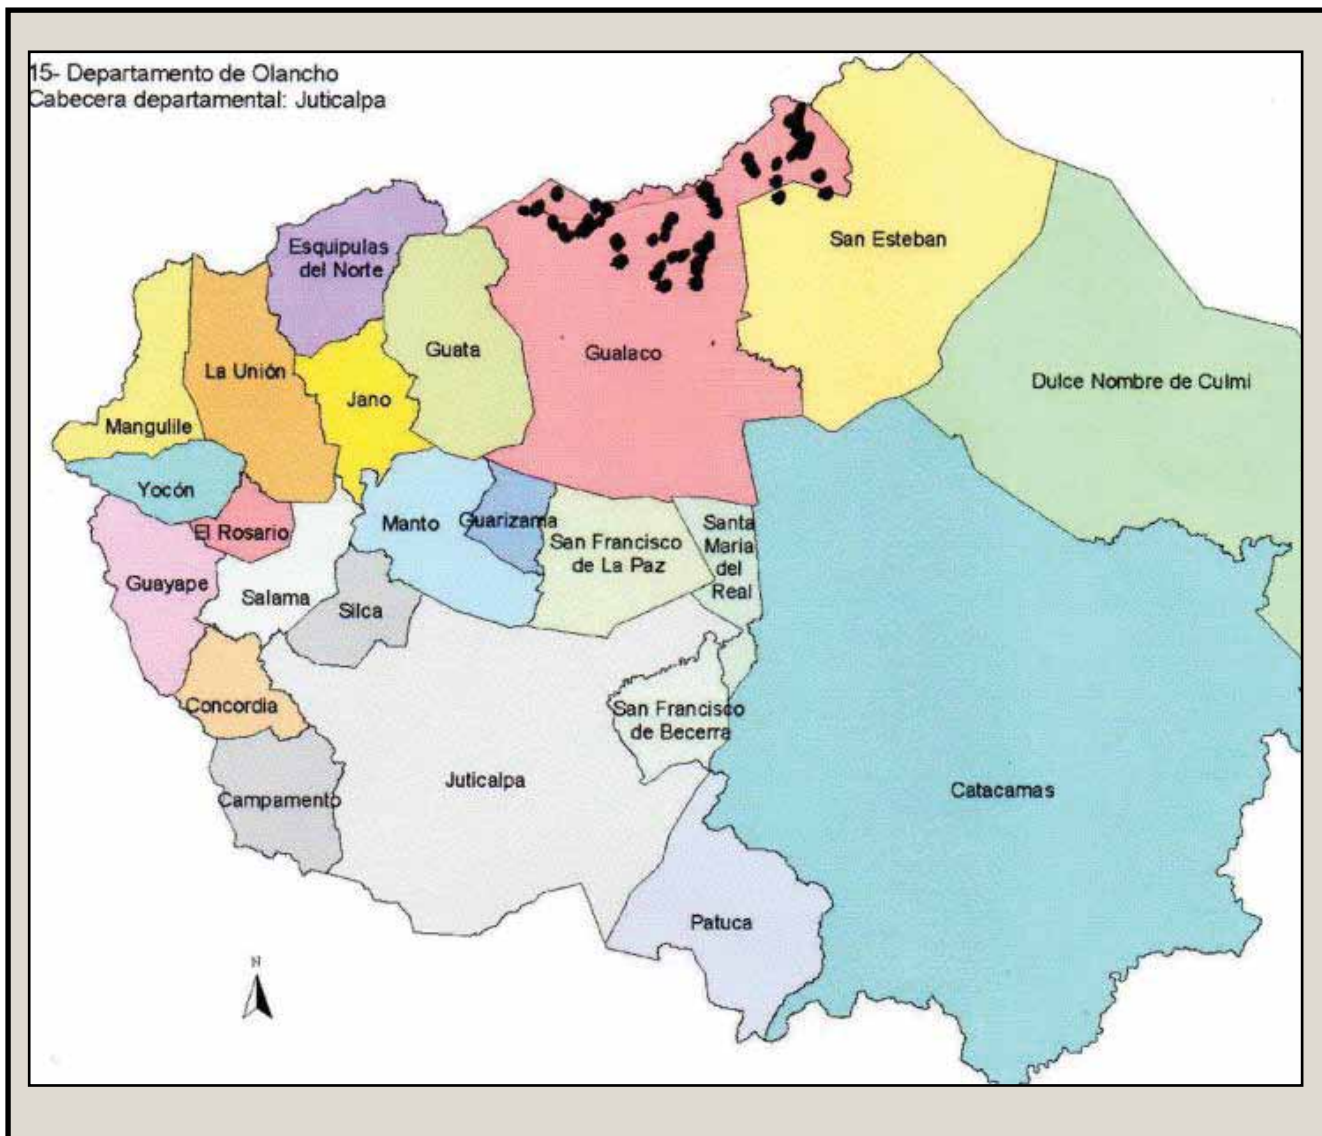 15- Departamento de Olancho
Cabecera departamental: Juticalpa
San Esteban
Esquipulas
del Norte
Guata
Gualaco
La Unión
Dulce Nombre de Culmi
Jano
Mangulile
Yocón
El Rosario
Manto
Guarizama
San Francisco
de La Paz
Santa
Maria
del
Real
Guayape
Salama
Silca
Concordia
San Francisco
de Becerra
Juticalpa
Campamento
Catacamas
Patuca
N